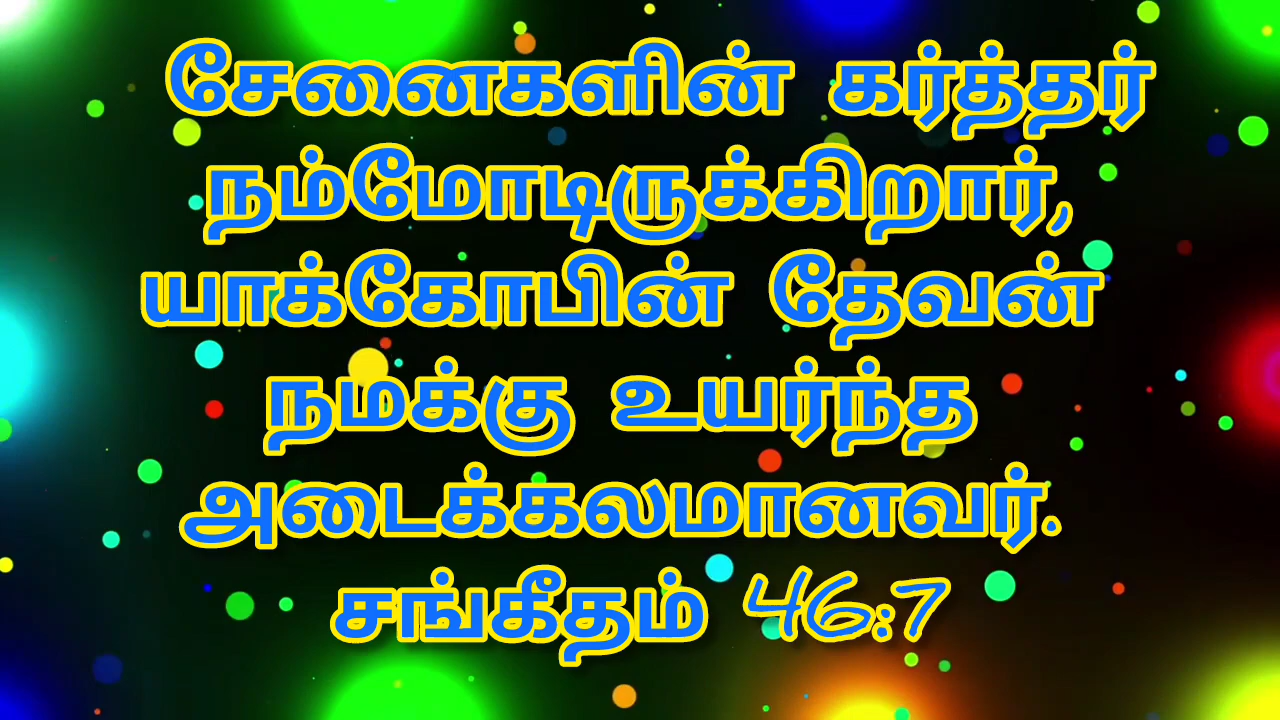 சேனைகளின் கர்த்தர்
நம்மோடிருக்கிறார்,
யாக்கோபின் தேவன்
நமக்கு உயர்ந்த
அடைக்கலமானவர்.
சங்கீதம் 46:7